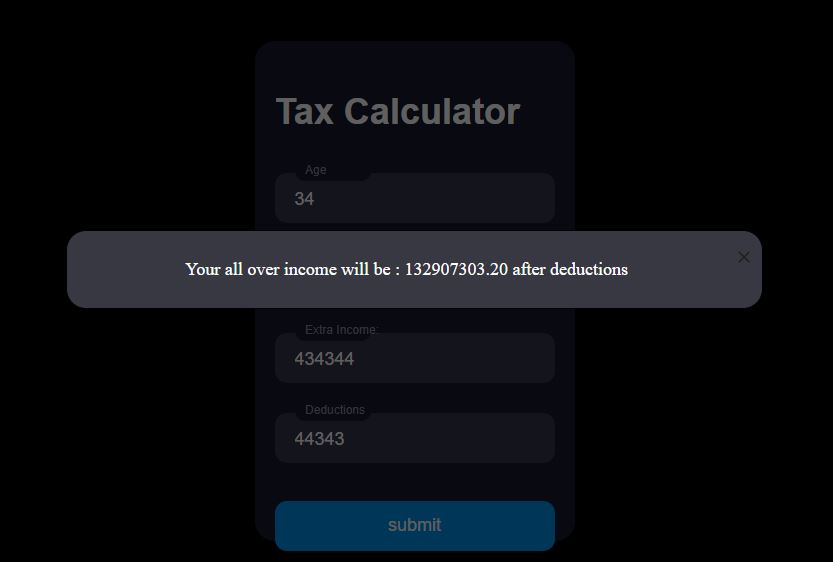 Tax Calculator
Age
34
Your all over income will be : 132907303.20 after deductions
Extra Income:
434344
Deductions
44343
submit